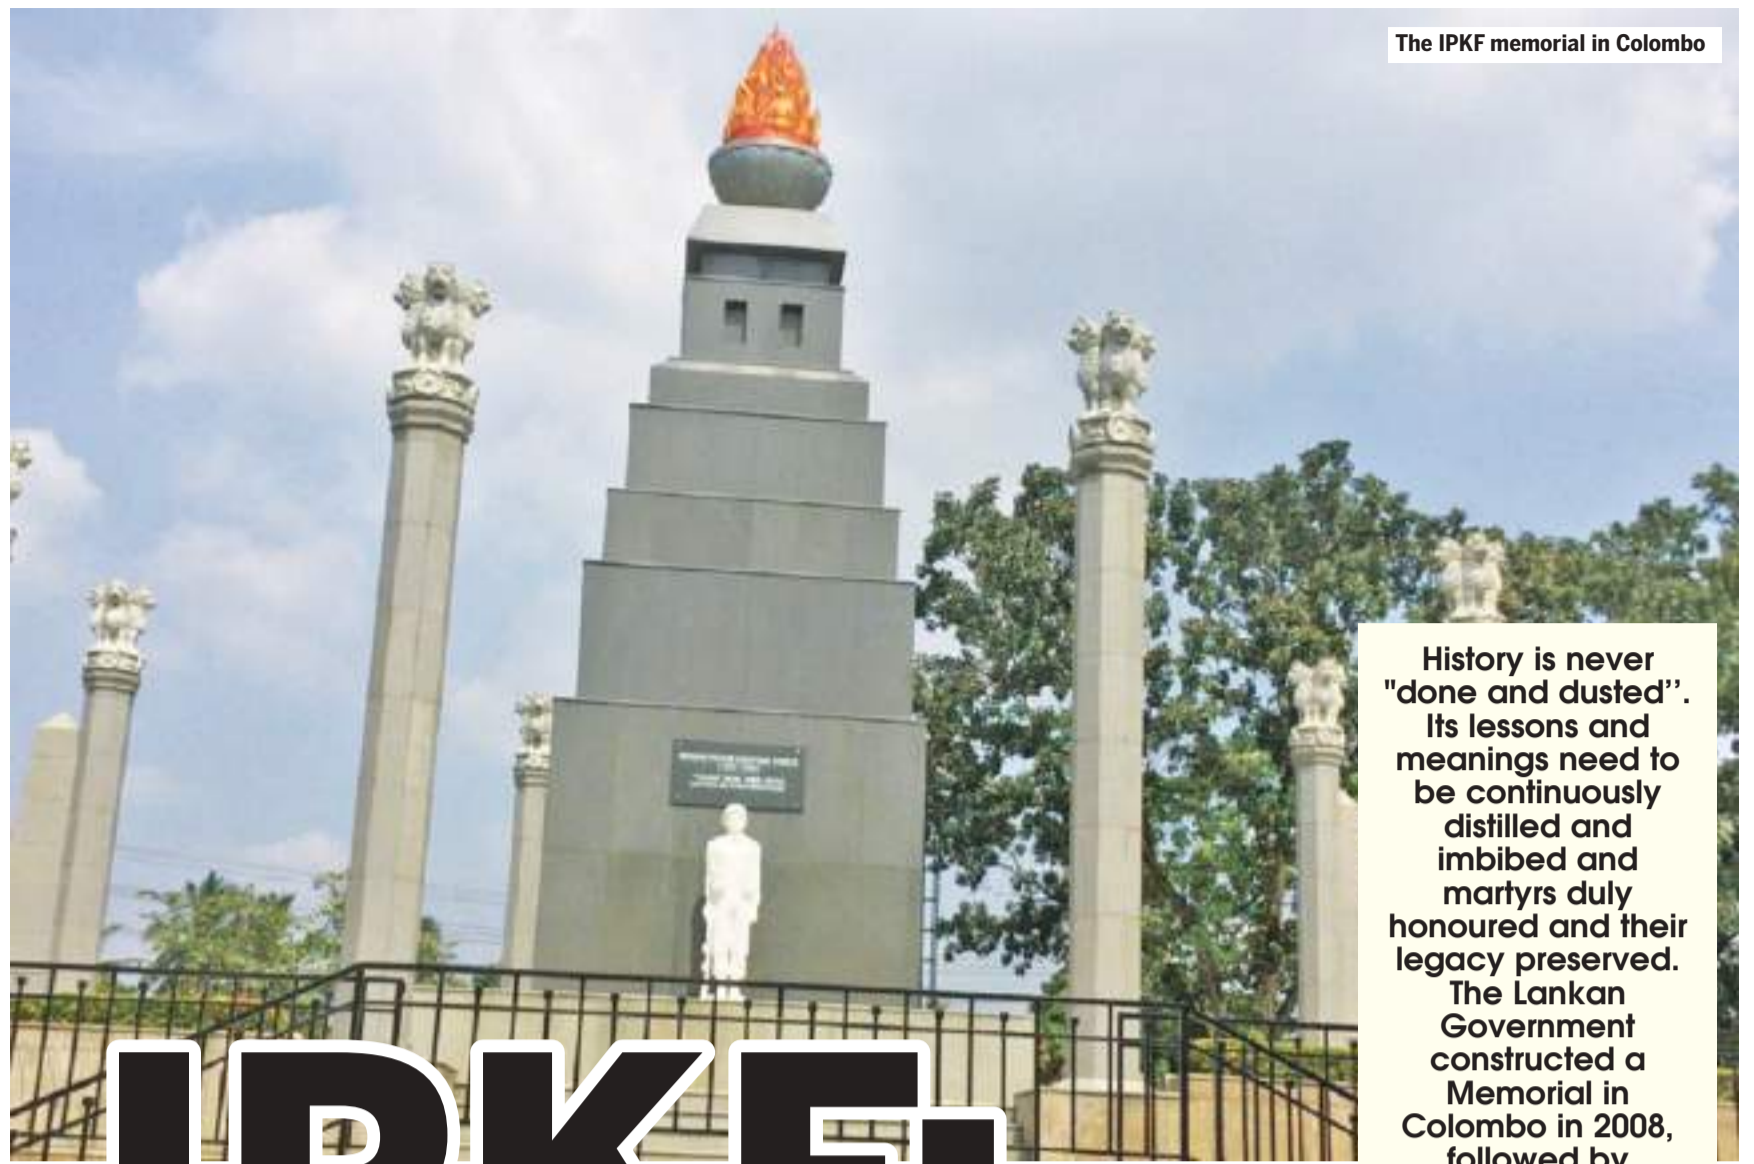 The IPKF memorial in Colombo
History is never
"done and dusted’’.
Its lessons and
meanings need to
be continuously
distilled and
imbibed and
martyrs duly
honoured and their
legacy preserved.
The Lankan
Government
constructed a
Memorial in
Colombo in 2008,
followed by
IPKF: